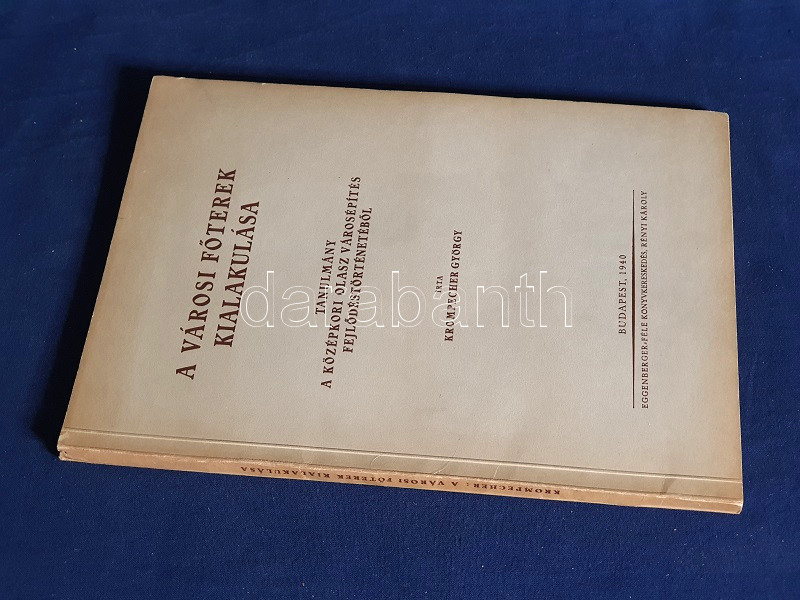 A VÁROSI FŐTEREK
KIALAKULÁSA
TANULMÁNY
A KÖZÉPKORI OLASZ VÁROSÉPÍTÉS
FEJLŐDÉSTÖRTÉNETÉBŐL
ÍRTA
KROMPECHER GYÖRGY
BUDAPEST, 1940
EGGENBERGER-FÉLE KÖNYVKERESKEDÉS, RÉNYI KÁROLY
KROMPECHER: A VÁROSI FŐTEREK KIALAKULÁSA
darabanth